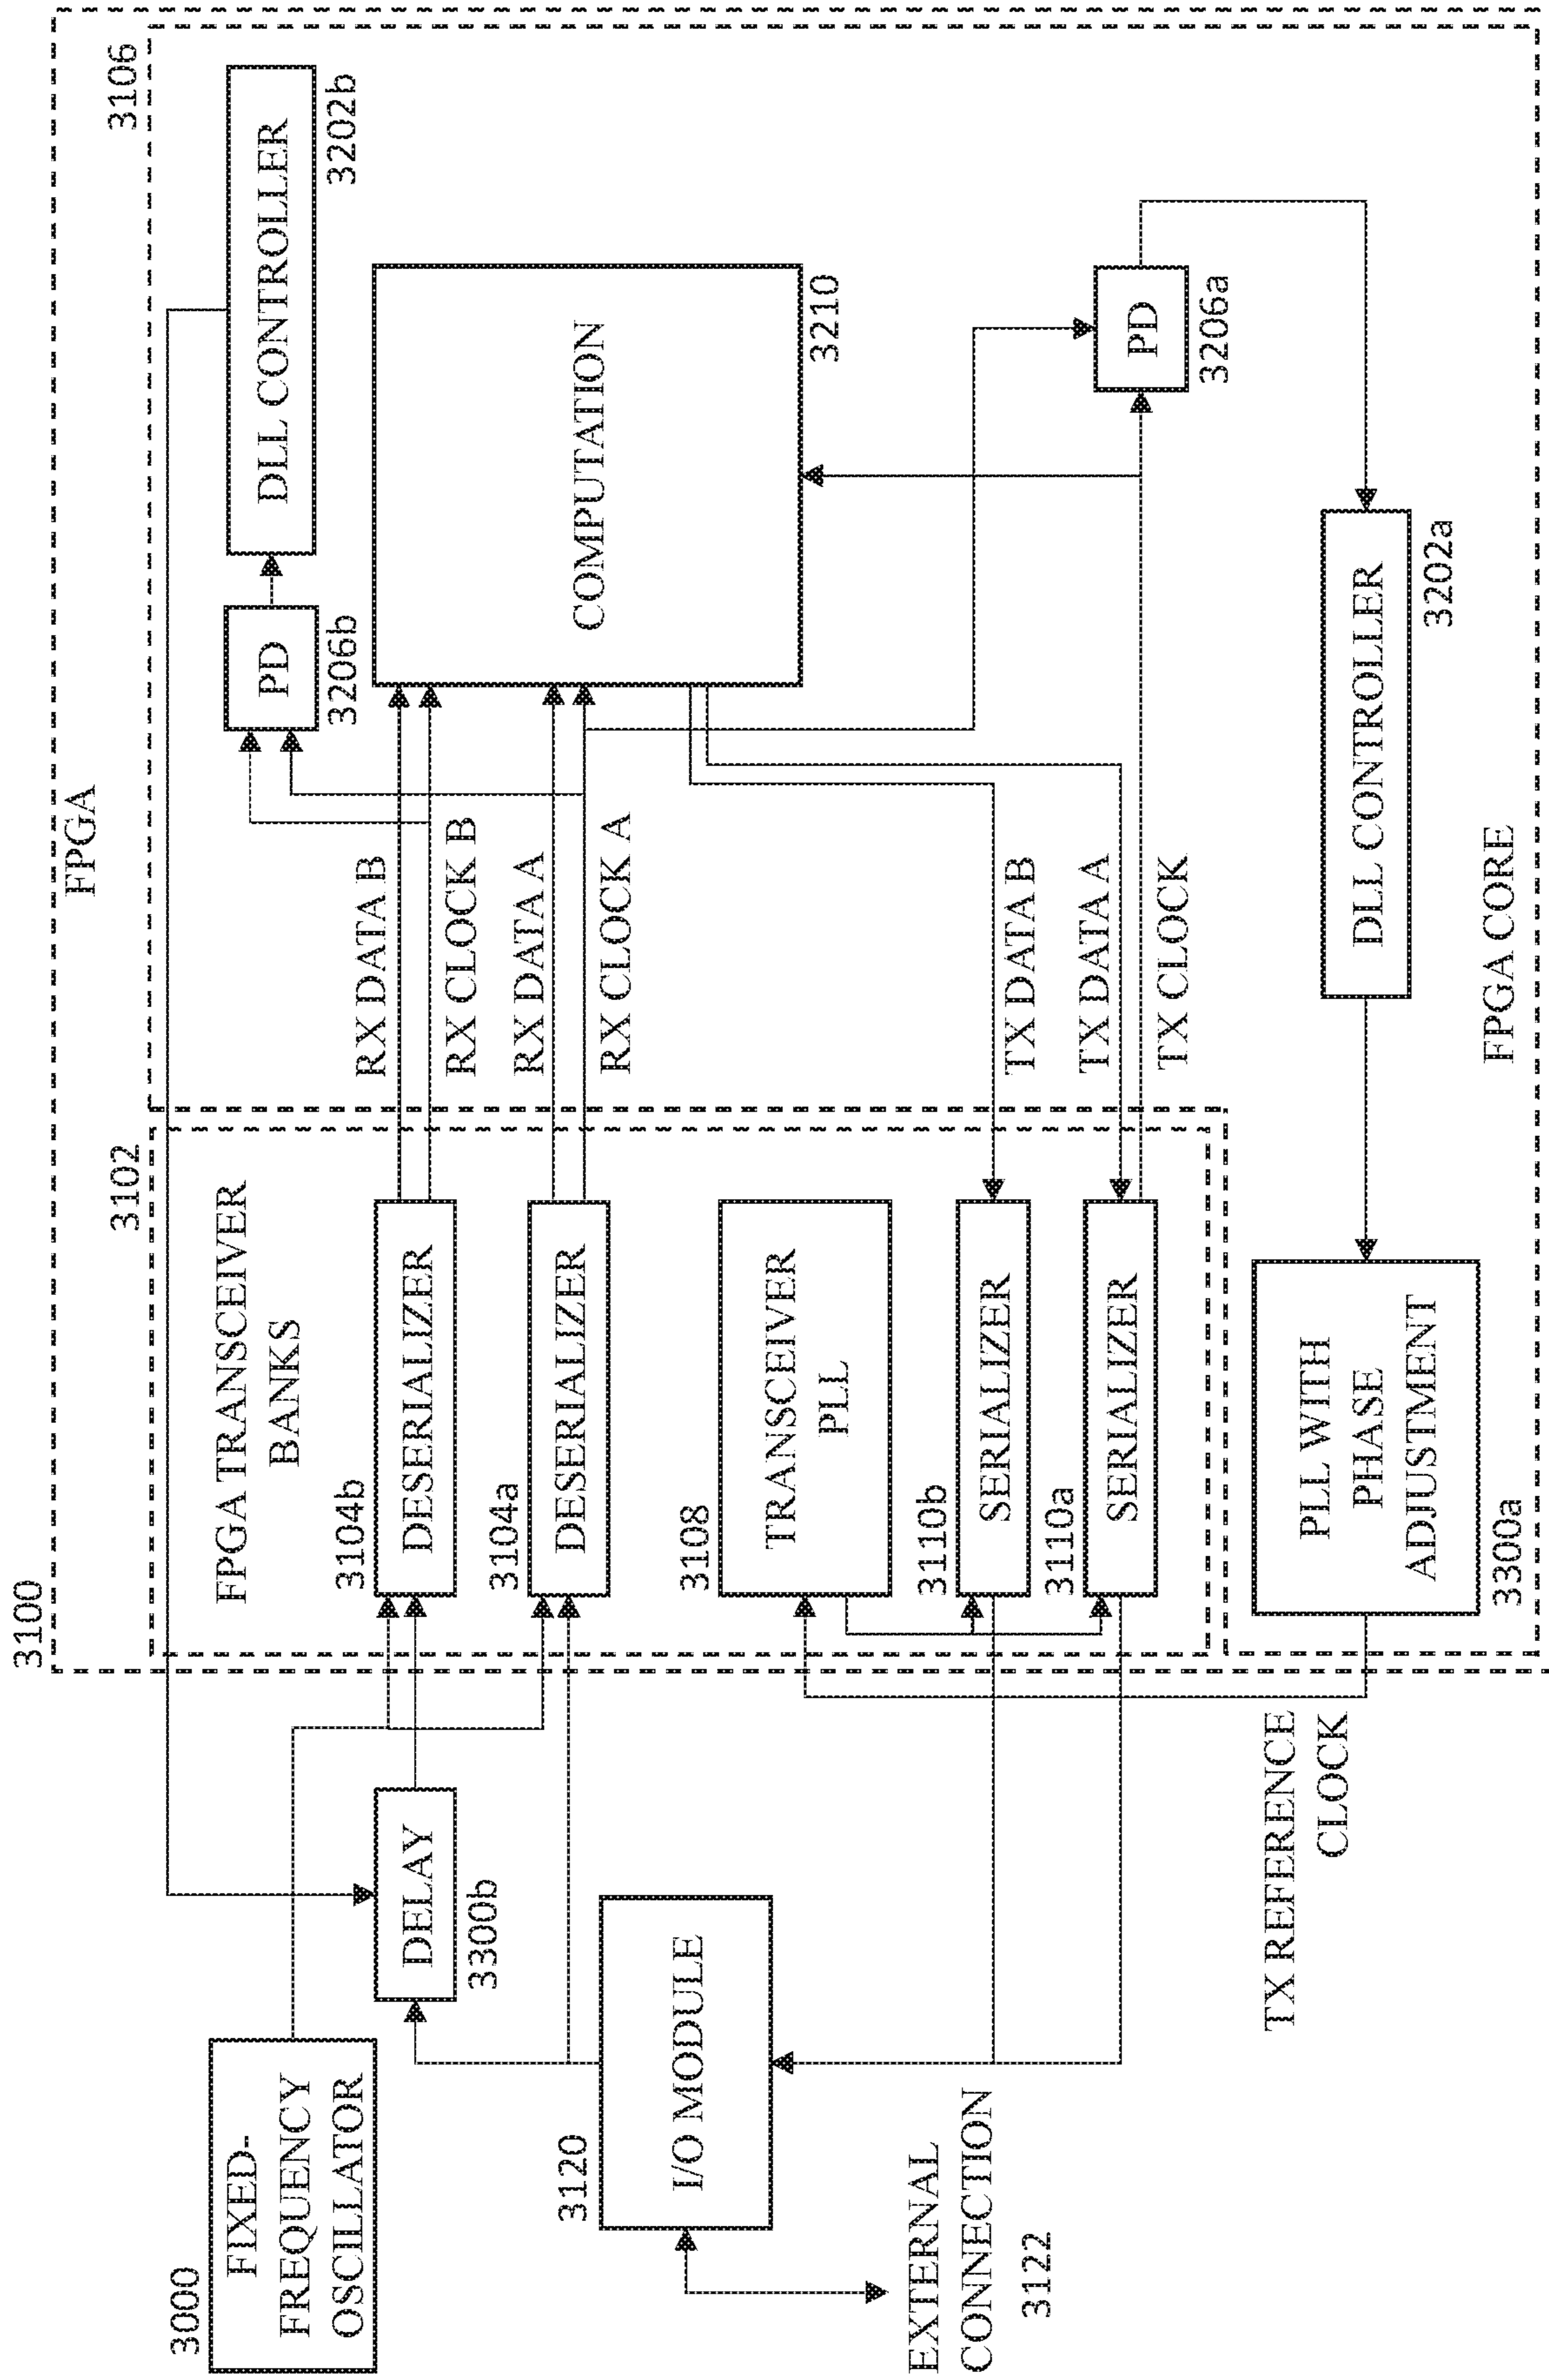 3100
FPGA
3106
3102
FPGA TRANSCEIVER
BANKS
3000
FIXED-
FREQUENCY
OSCILLATOR
DELAY
3300b
3104b
DESERIALIZER
3104a
DESERIALIZER
RX DATA B
RX CLOCK B
RX DATA A
RX CLOCK A
PD
3206b
DLL CONTROLLER
3202b
COMPUTATION
3210
3120
I/O MODULE
EXTERNAL
CONNECTION
3122
3108
TRANSCEIVER
PLL
3110b
SERIALIZER
3110a
SERIALIZER
TX DATA B
TX DATA A
TX CLOCK
PD
3206a
TX REFERENCE
CLOCK
PLL WITH
PHASE
ADJUSTMENT
3300a
DLL CONTROLLER
3202a
FPGA CORE